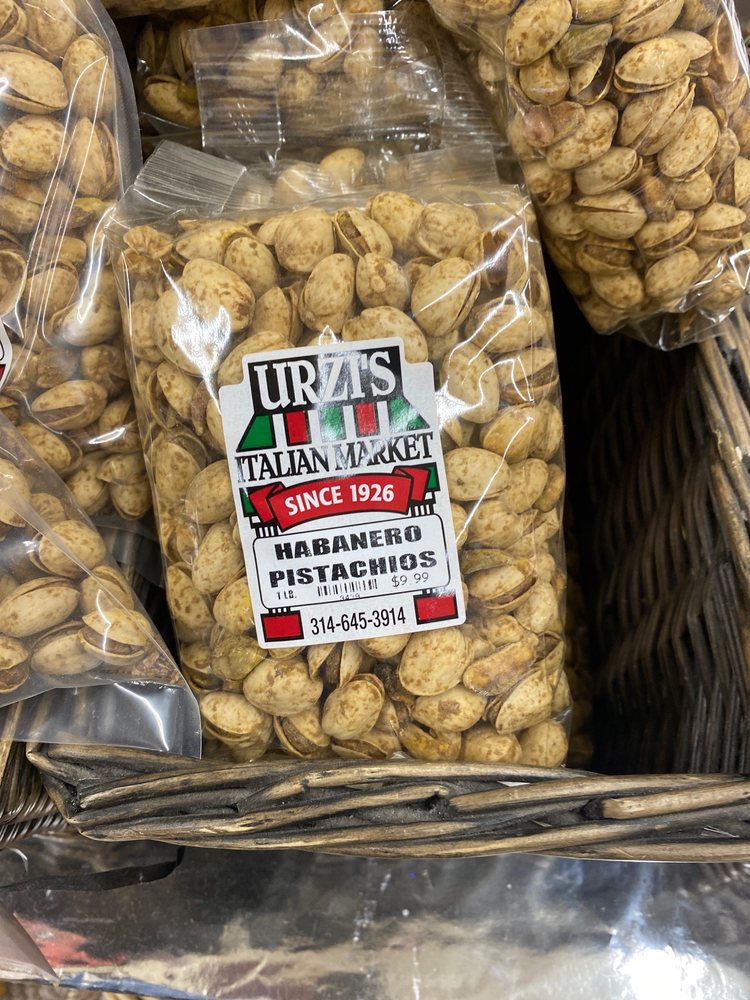 URZI'S
ITALIAN MARKET
SINCE 1926
HABANERO
PISTACHIOS
1 LB. $9.99
314-645-3914